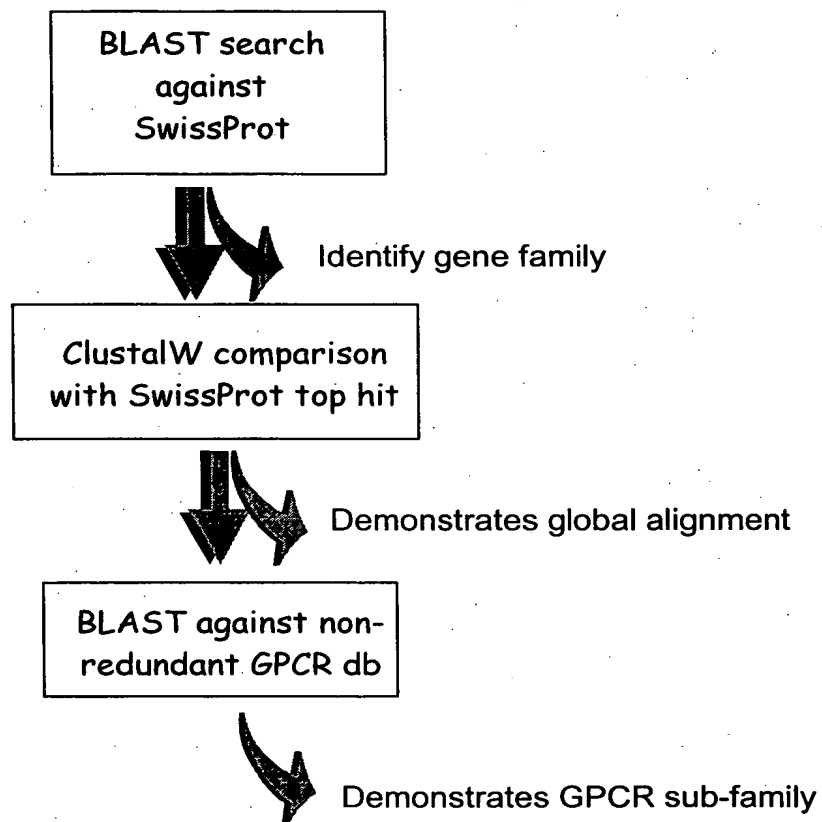 BLAST search
against
SwissProt
Identify gene family
ClustalW comparison
with SwissProt top hit
Demonstrates global alignment
BLAST against non-
redundant GPCR db
Demonstrates GPCR sub-family